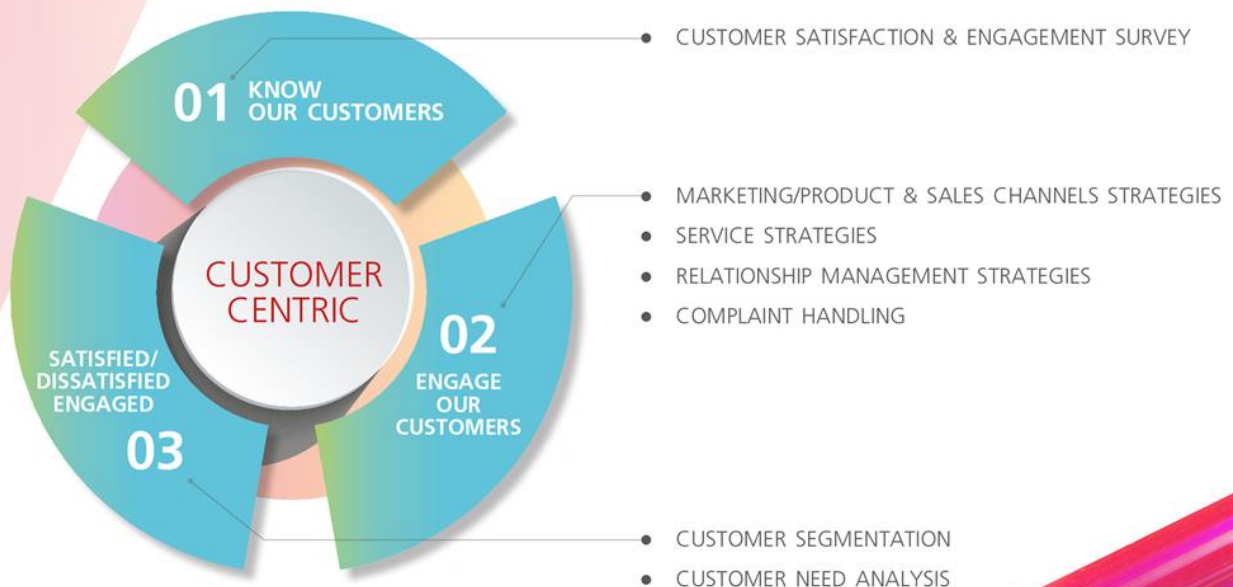 CUSTOMER SATISFACTION & ENGAGEMENT SURVEY
01 KNOW
OUR CUSTOMERS
MARKETING/PRODUCT & SALES CHANNELS STRATEGIES
SERVICE STRATEGIES
RELATIONSHIP MANAGEMENT STRATEGIES
COMPLAINT HANDLING
CUSTOMER
CENTRIC
02
ENGAGE
OUR
CUSTOMERS
SATISFIED/
DISSATISFIED
ENGAGED
03
CUSTOMER SEGMENTATION
CUSTOMER NEED ANALYSIS